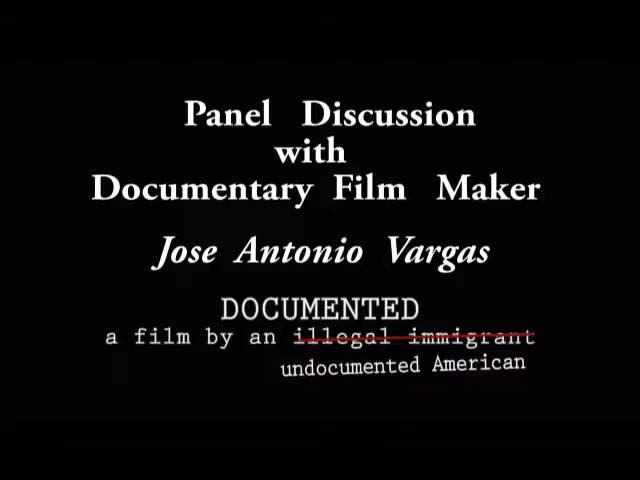 Panel Discussion
with
Documentary Film Maker
Jose Antonio Vargas
DOCUMENTED
a film by an illegal immigrant
undocumented American